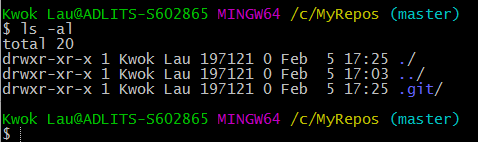 Kwok Lau@ADLITS-S602865 MINGW64 /c/MyRepos (master)
$ ls -al
total 20
drwxr-xr-x 1 Kwok Lau 197121 0 Feb  5 17:25 ./
drwxr-xr-x 1 Kwok Lau 197121 0 Feb  5 17:03 ../
drwxr-xr-x 1 Kwok Lau 197121 0 Feb  5 17:25 .git/
Kwok Lau@ADLITS-S602865 MINGW64 /c/MyRepos (master)
$